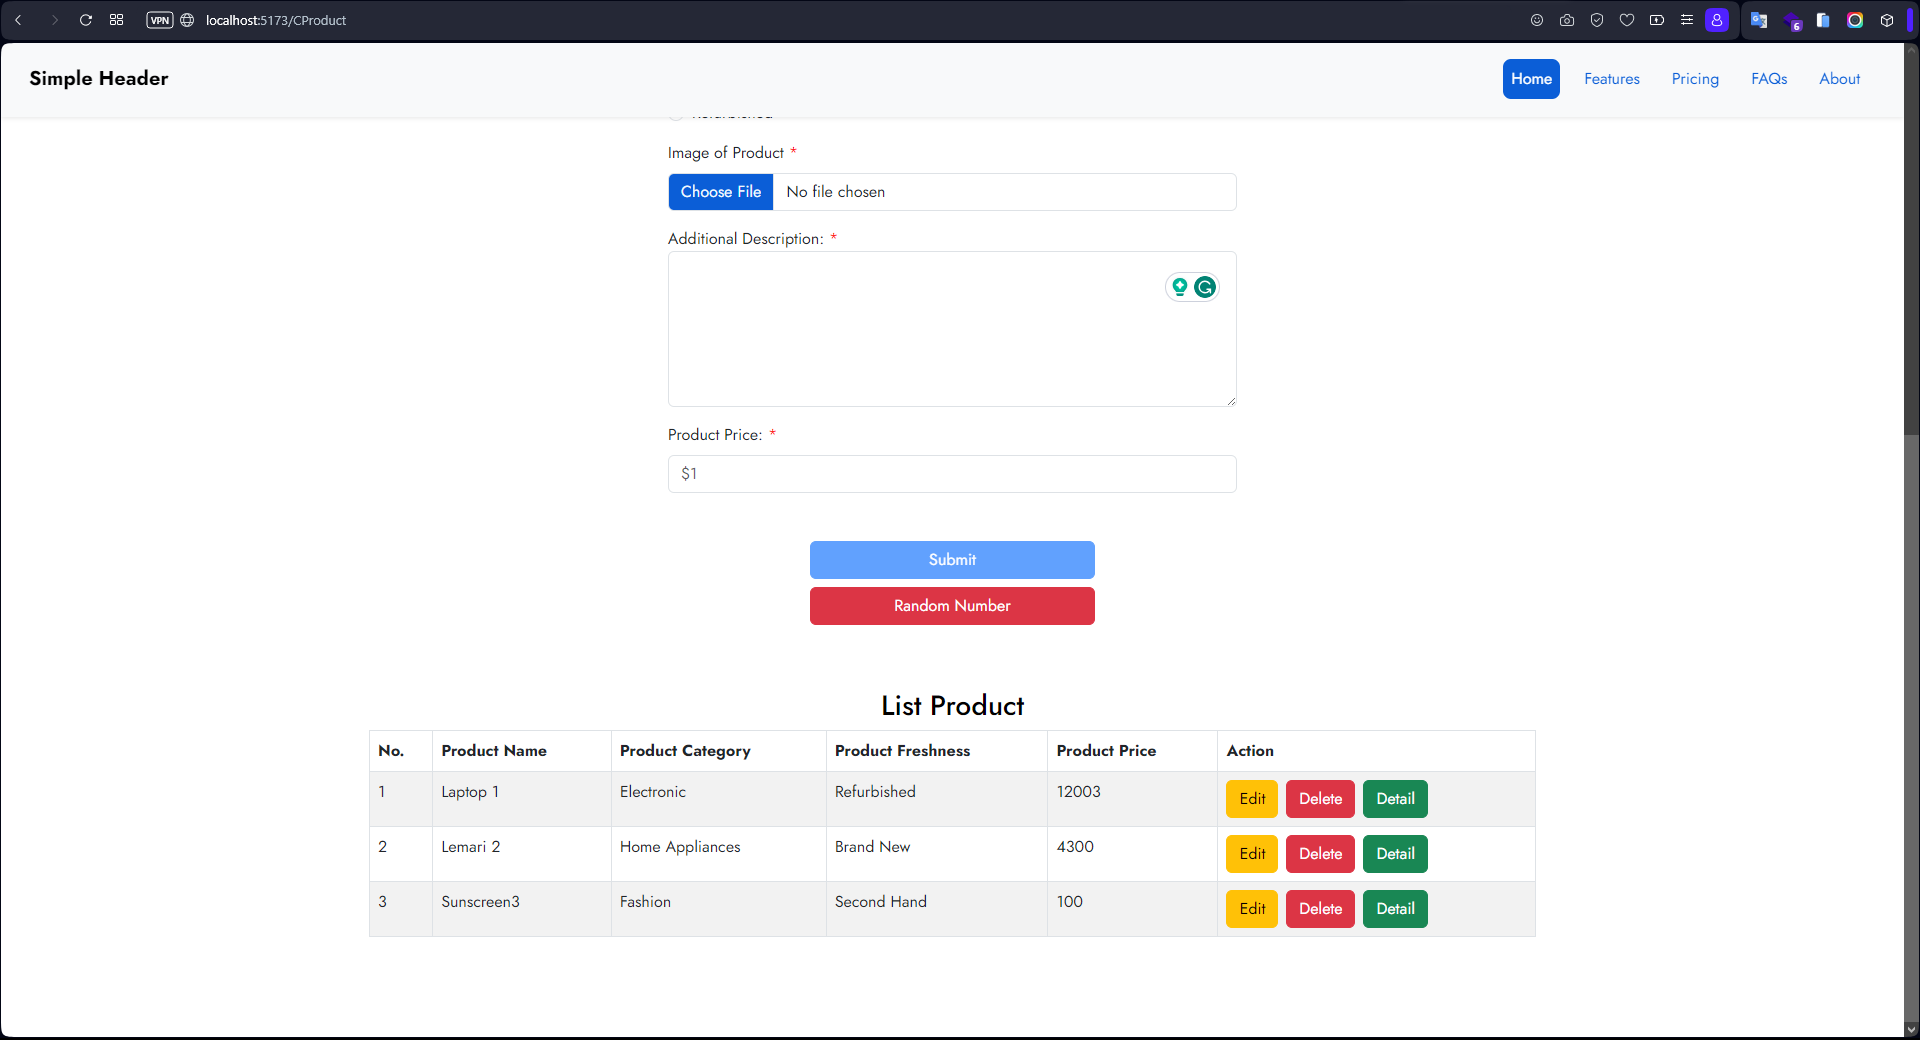 VPN localhost:5173/CProduct
6
Simple Header Home Features Pricing FAQs About
Refurbished
Image of Product *
Choose File No file chosen
Additional Description: *
Product Price: *
$1
Submit
Random Number
List Product
No. Product Name Product Category Product Freshness Product Price Action
1 Laptop 1 Electronic Refurbished 12003 Edit Delete Detail
2 Lemari 2 Home Appliances Brand New 4300 Edit Delete Detail
3 Sunscreen3 Fashion Second Hand 100 Edit Delete Detail